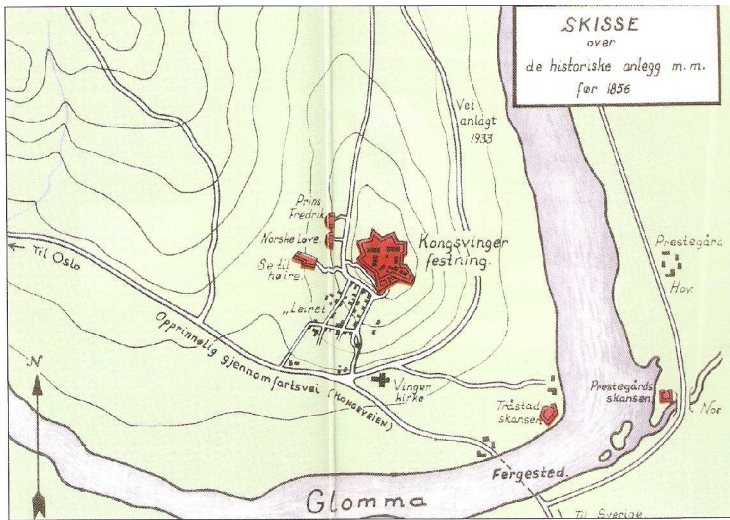 SKISSE
over
de historiske anlegg m.m.
før 1856
Vei
anlagt
1933
Prins
Fredrik
Norske Løve.
Se til
høire.
Kongsvinger
festning.
← Til Oslo
"Leiret"
Opprinnelig gjennomfartsvei (KONGEVEIEN)
Vinger
kirke
Tråstad
skansen
Prestegård
Hov.
Prestegårds
skansen
Nor
Fergested.
N
Glomma
Til Sverige.